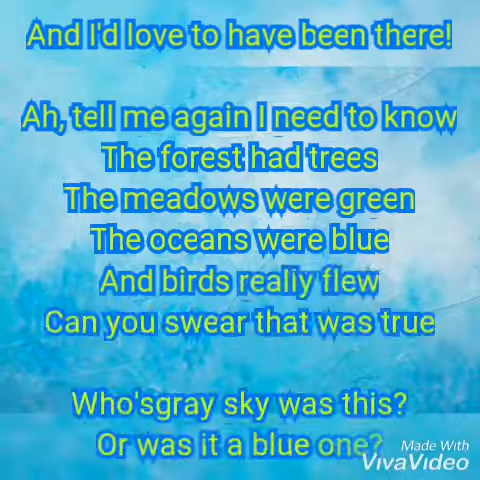 And I'd love to have been there!
Ah, tell me again I need to know
The forest had trees
The meadows were green
The oceans were blue
And birds really flew
Can you swear that was true
Who'sgray sky was this?
Or was it a blue one?
Made With
VivaVideo